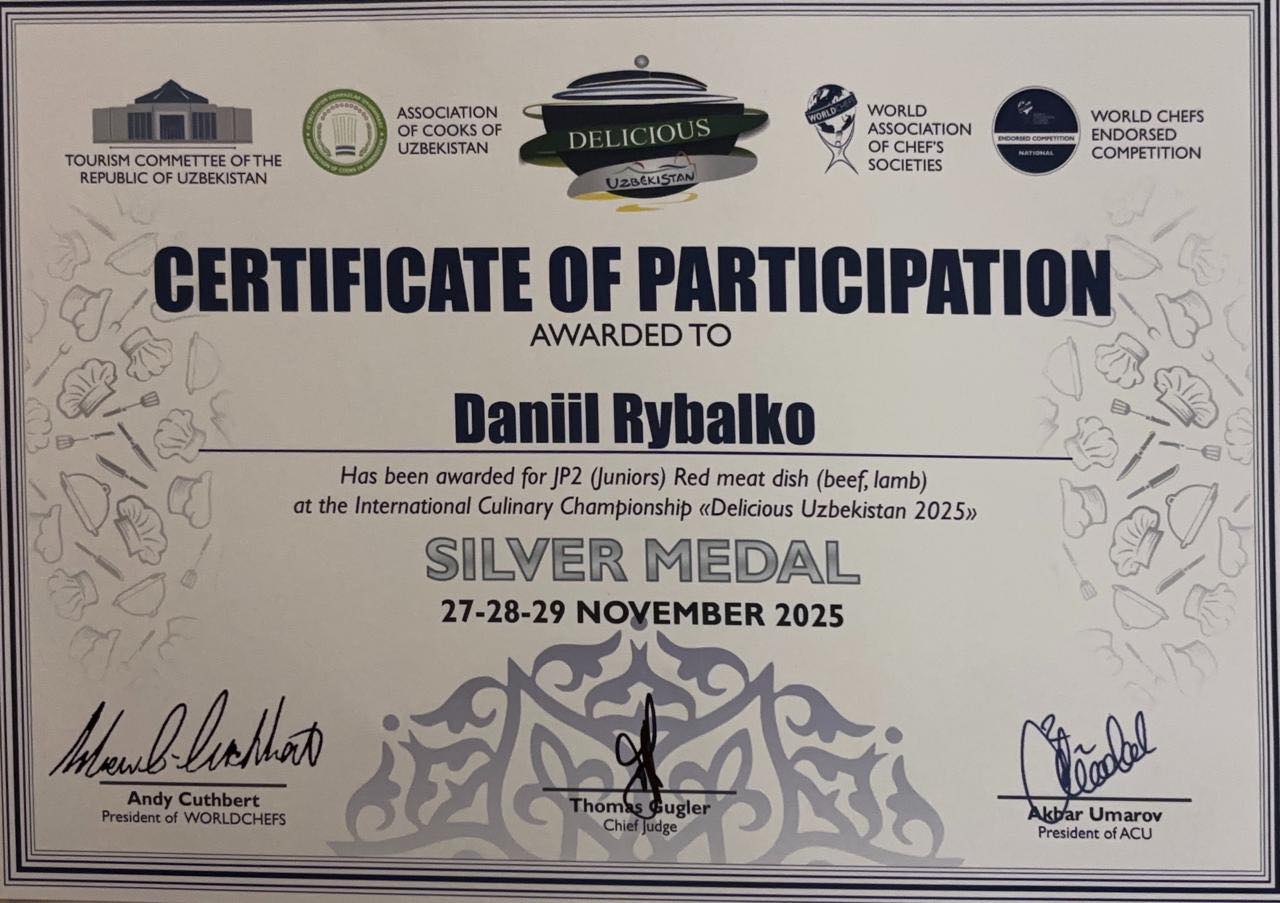 TOURISM COMMETTEE OF THE
REPUBLIC OF UZBEKISTAN
ASSOCIATION
OF COOKS OF
UZBEKISTAN
DELICIOUS
UZBEKISTAN
WORLDCHEFS
WORLD
ASSOCIATION
OF CHEF'S
SOCIETIES
ENDORSED COMPETITION
NATIONAL
WORLD CHEFS
ENDORSED
COMPETITION
CERTIFICATE OF PARTICIPATION
AWARDED TO
Daniil Rybalko
Has been awarded for JP2 (Juniors) Red meat dish (beef, lamb)
at the International Culinary Championship «Delicious Uzbekistan 2025»
SILVER MEDAL
27-28-29 NOVEMBER 2025
Andy Cuthbert
President of WORLDCHEFS
Thomas Gugler
Chief Judge
Akbar Umarov
President of ACU